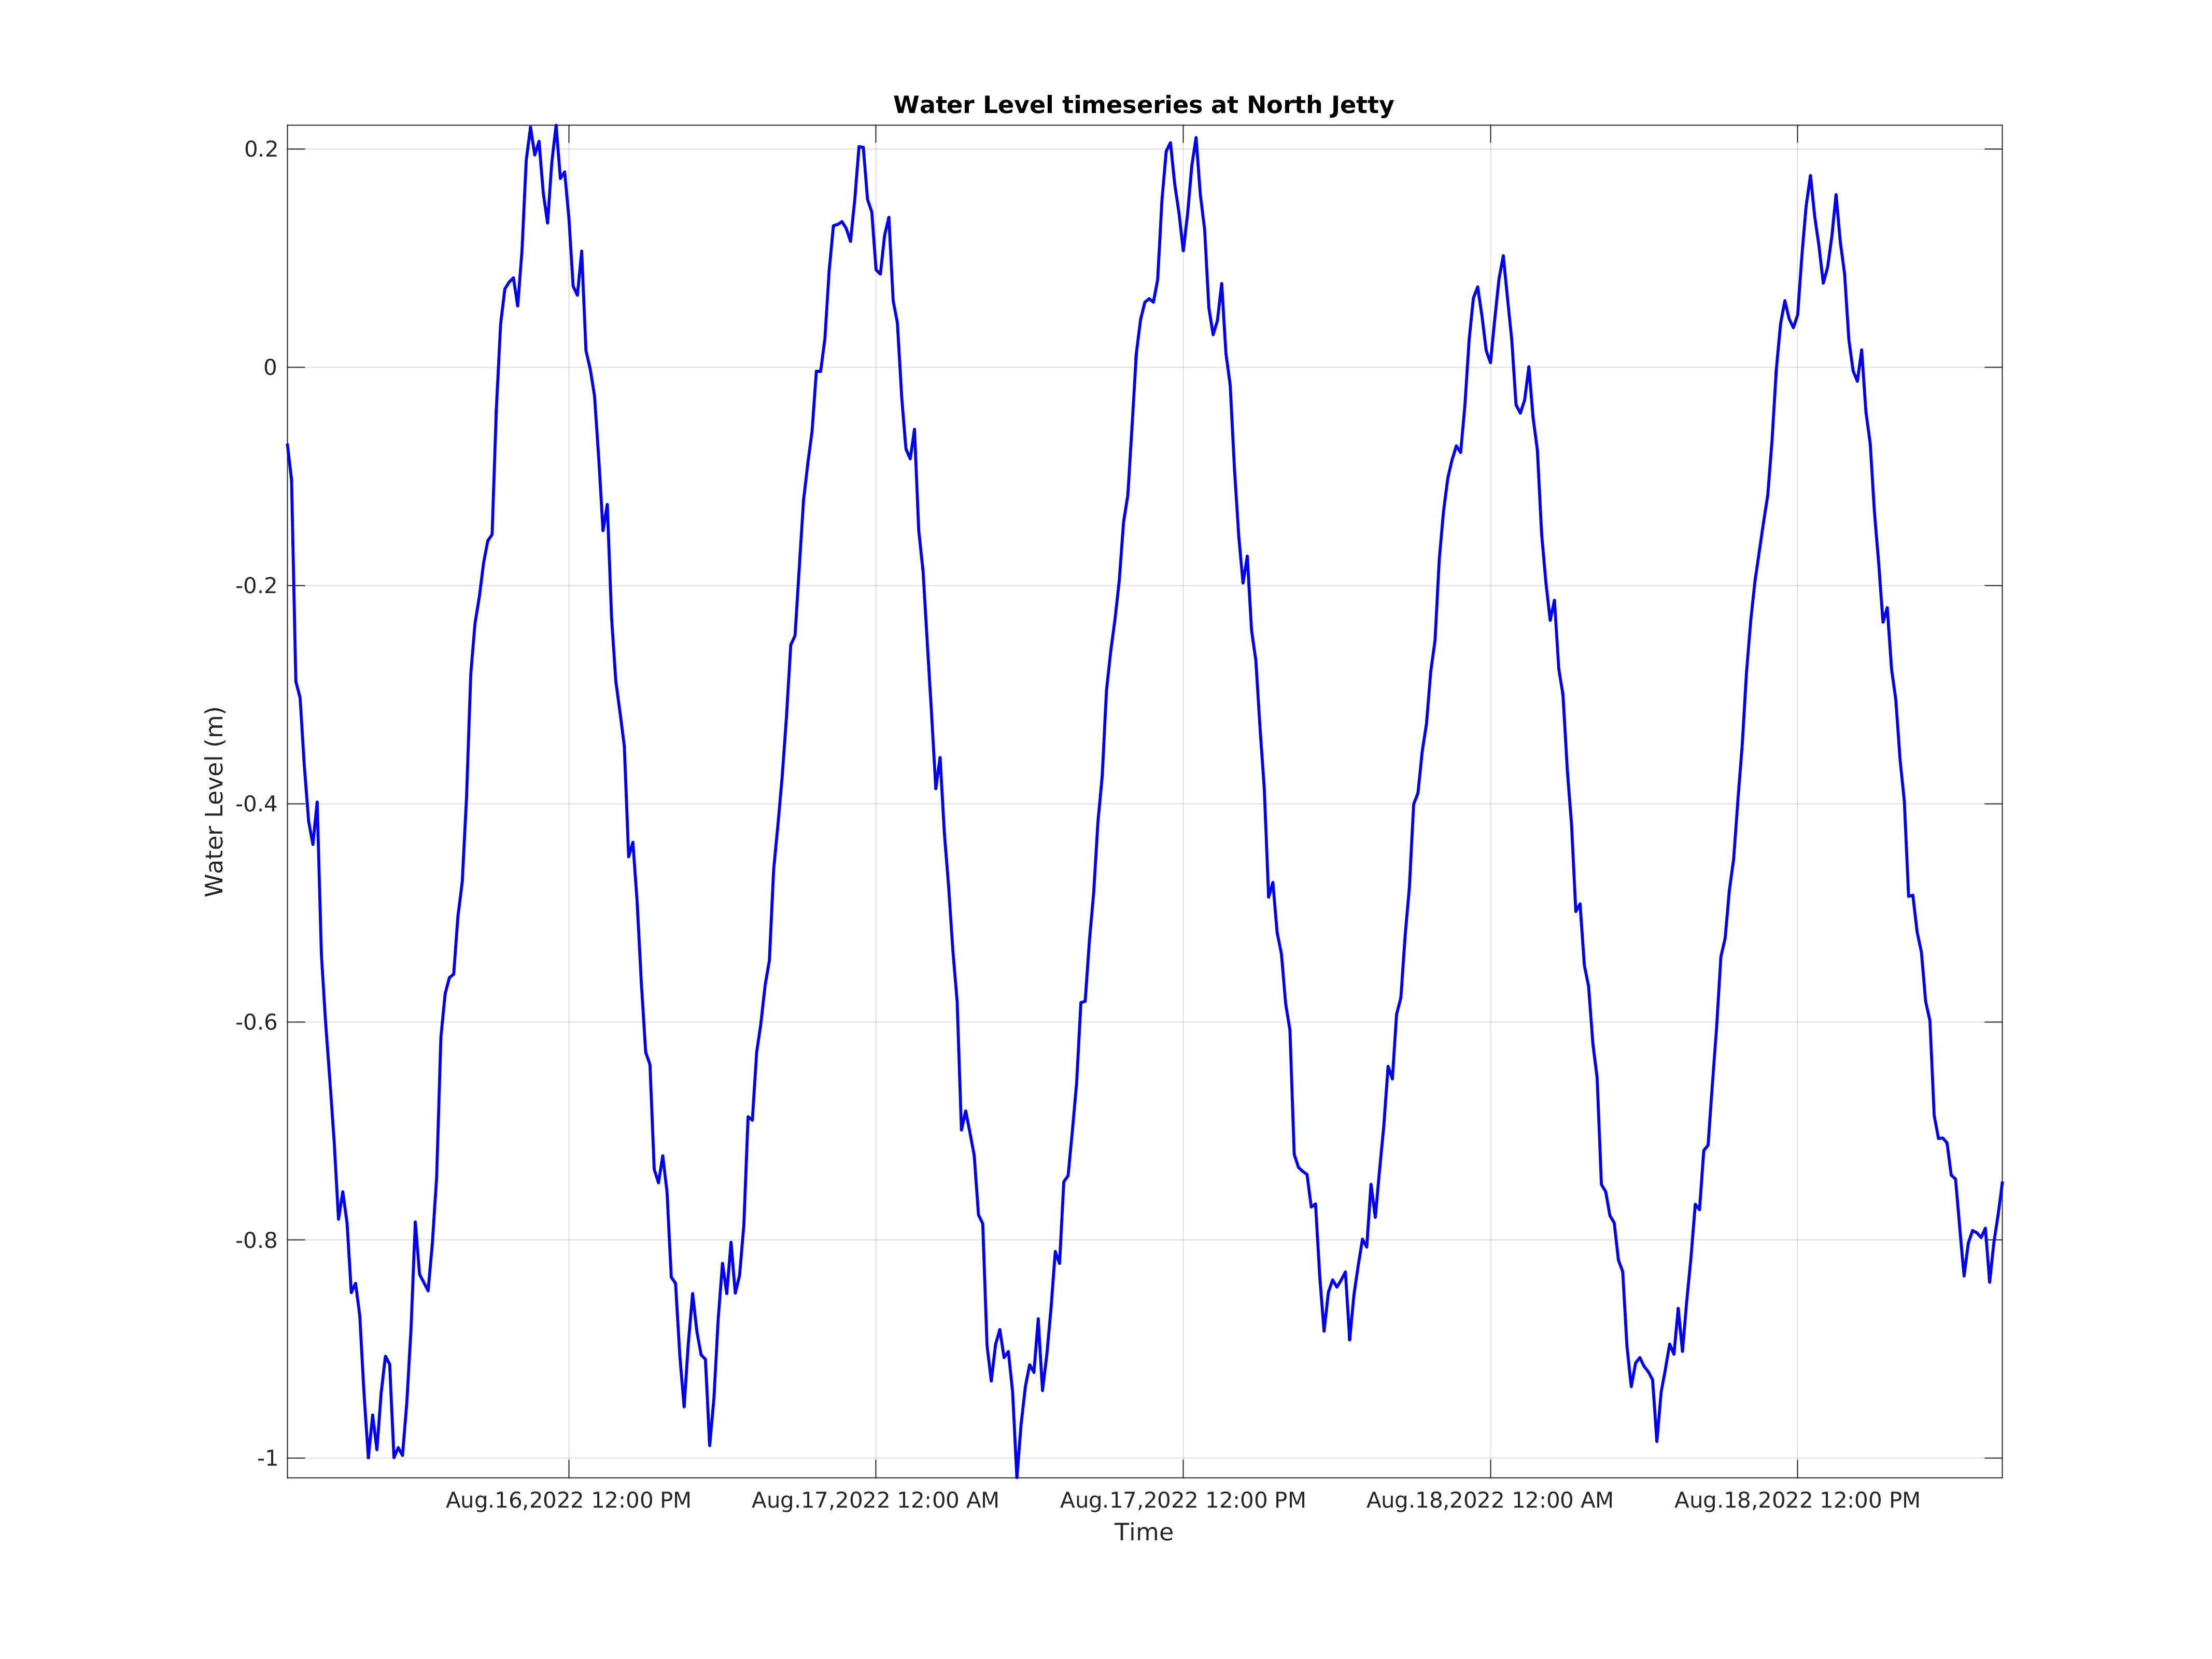 Water Level timeseries at North Jetty
0.2
0
-0.2
-0.4
-0.6
-0.8
-1
Water Level (m)
Aug.16,2022 12:00 PM
Aug.17,2022 12:00 AM
Aug.17,2022 12:00 PM
Aug.18,2022 12:00 AM
Aug.18,2022 12:00 PM
Time